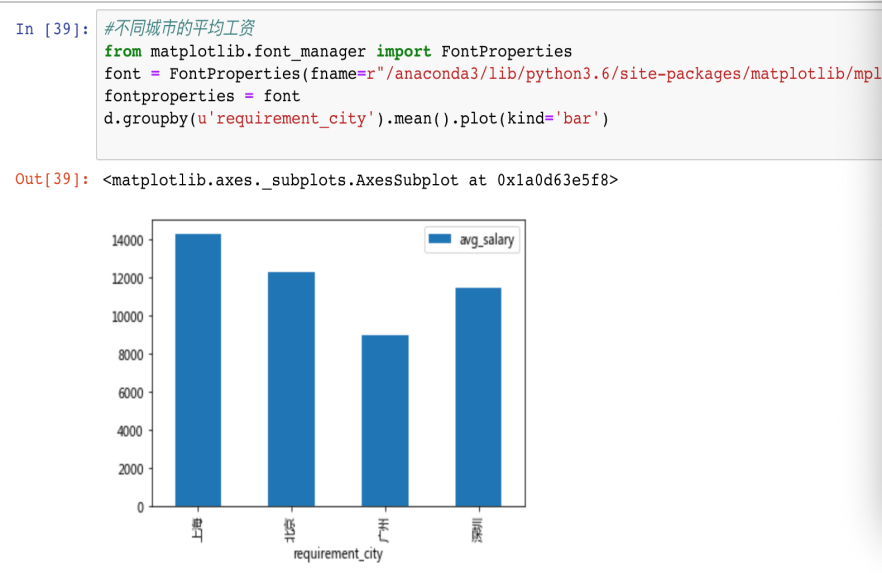 In [39]:
#不同城市的平均工资
from matplotlib.font_manager import FontProperties
font = FontProperties(fname=r"/anaconda3/lib/python3.6/site-packages/matplotlib/mpl
fontproperties = font
d.groupby(u'requirement_city').mean().plot(kind='bar')
Out[39]: <matplotlib.axes._subplots.AxesSubplot at 0x1a0d63e5f8>
avg_salary
14000
12000
10000
8000
6000
4000
2000
0
上海 北京 广州 深圳
requirement_city